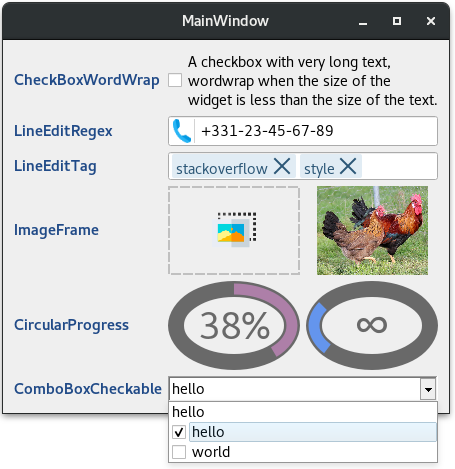 MainWindow
CheckBoxWordWrap
A checkbox with very long text,
wordwrap when the size of the
widget is less than the size of the text.
LineEditRegex
+331-23-45-67-89
LineEditTag
stackoverflow
style
ImageFrame
CircularProgress
38%
∞
ComboBoxCheckable
hello
hello
hello
world